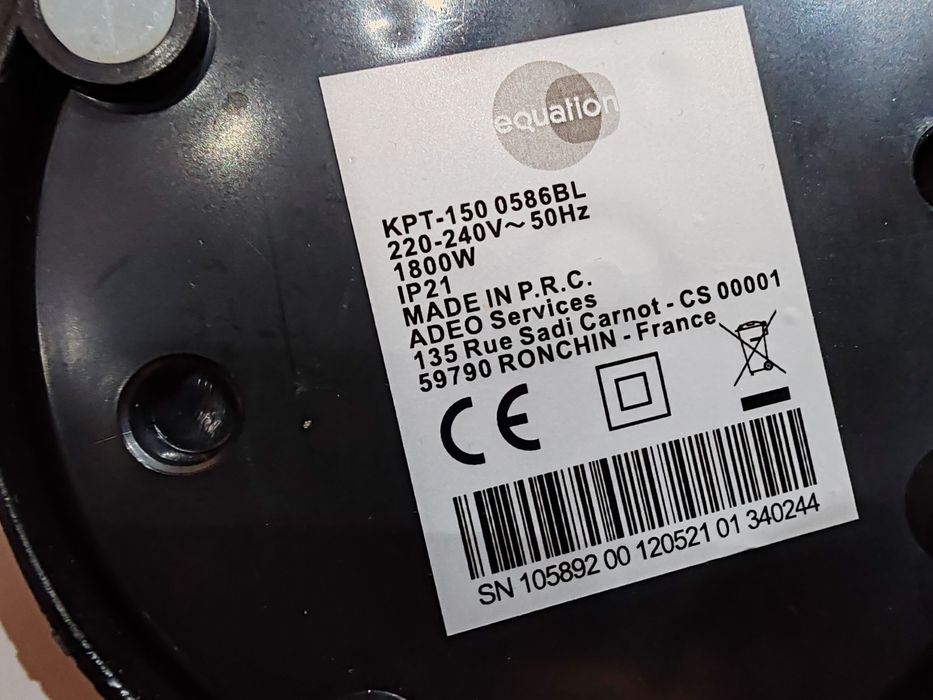 equation
KPT-150 0586BL
220-240V~ 50Hz
1800W
IP21
MADE IN P.R.C.
ADEO Services
135 Rue Sadi Carnot - CS 00001
59790 RONCHIN - France
CE
SN 105892 00 120521 01 340244